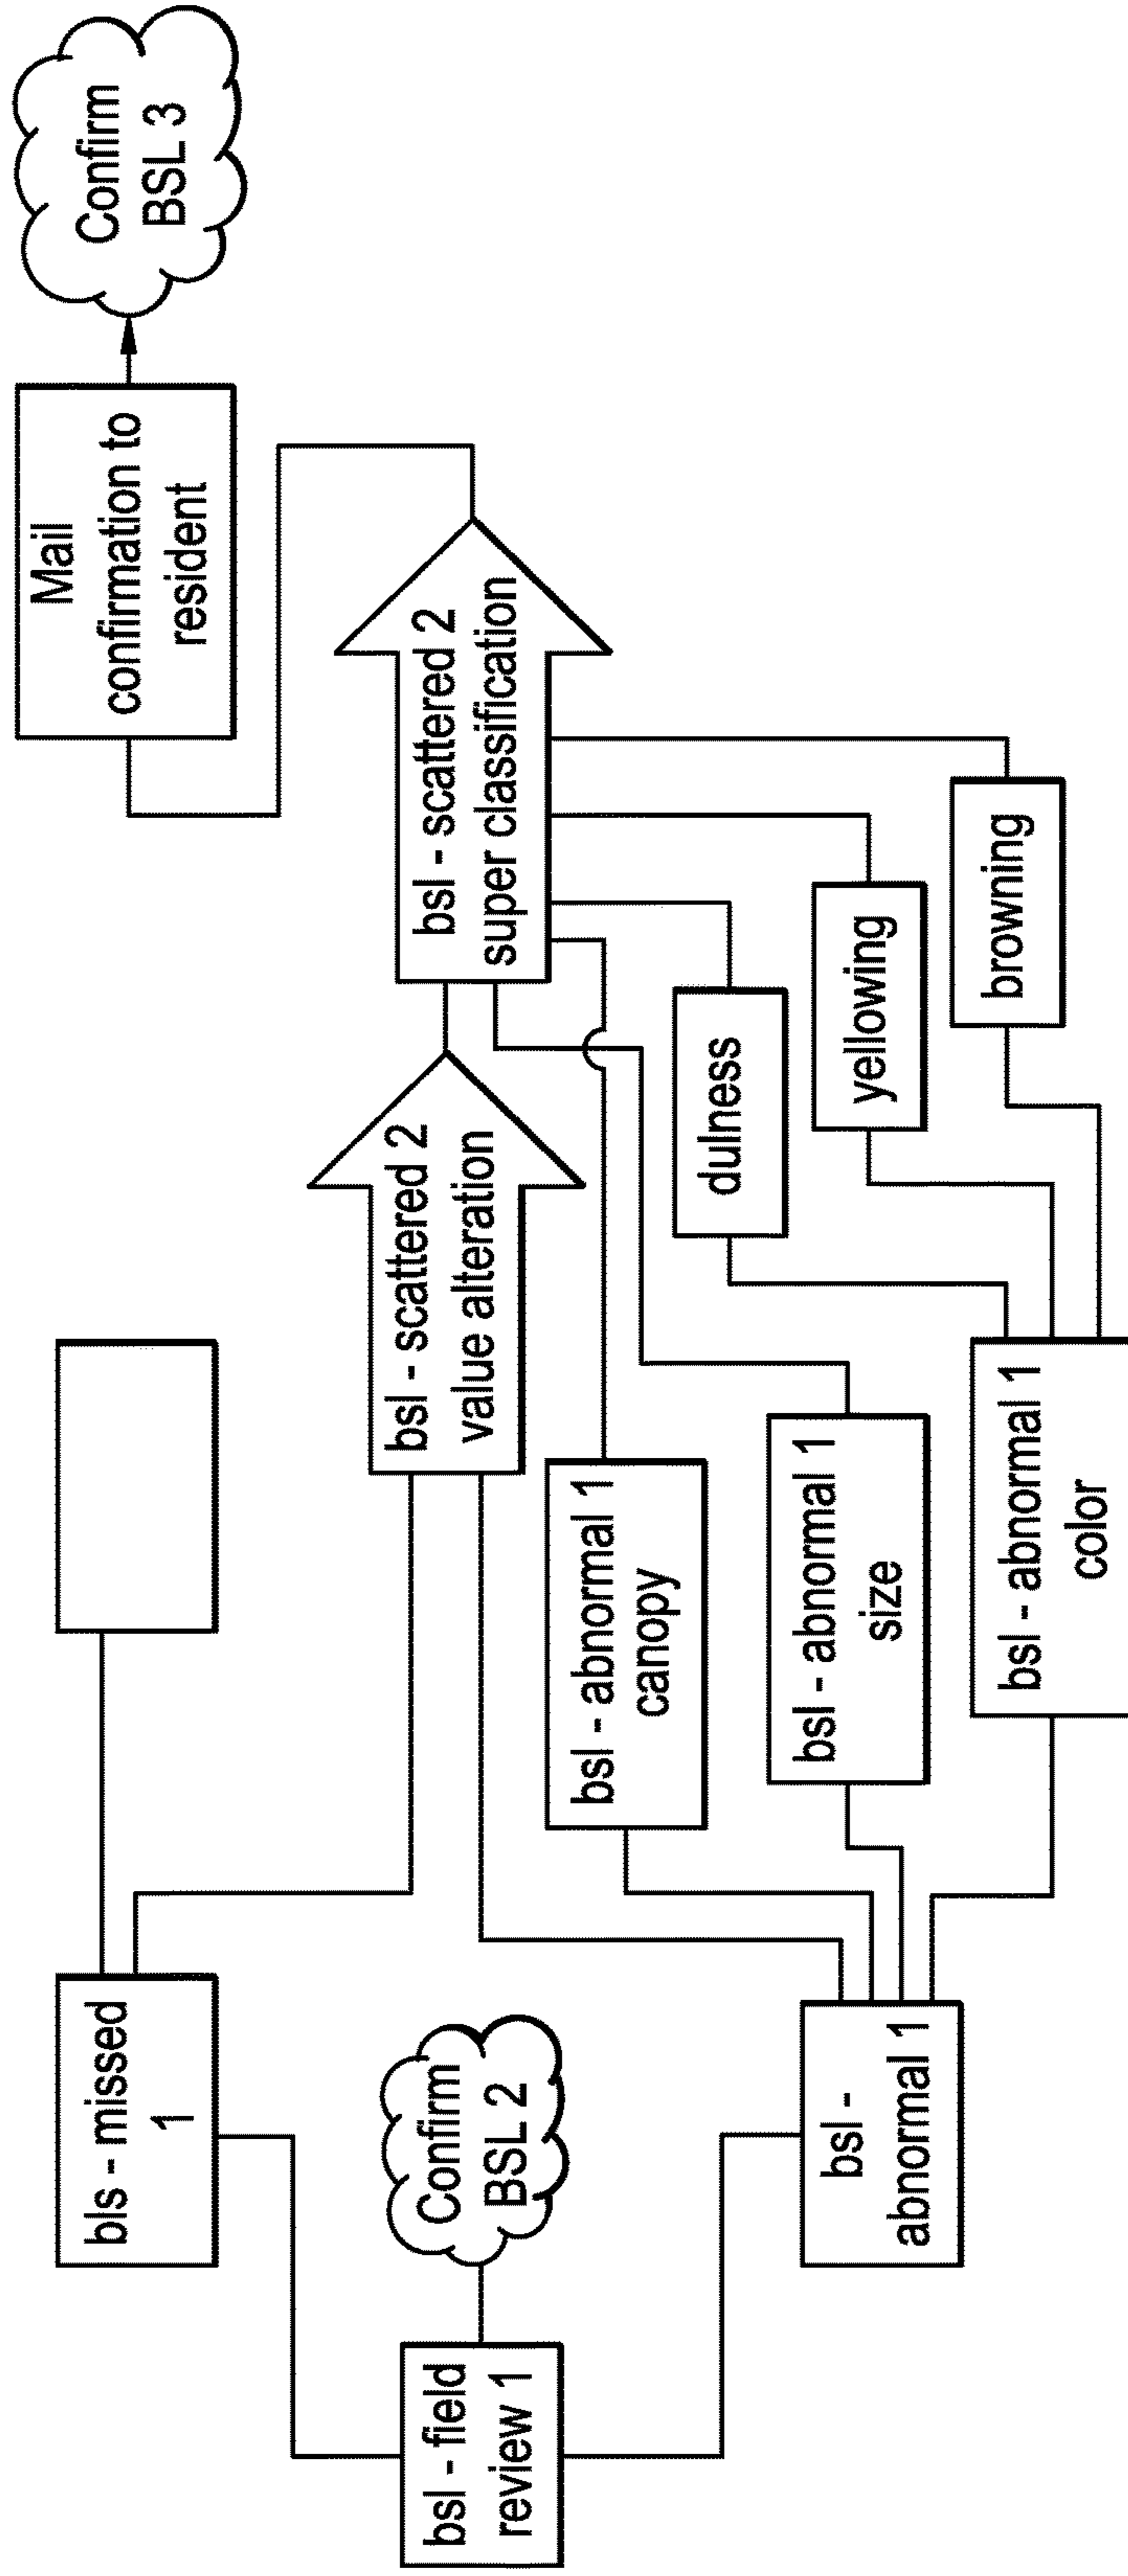 bls - missed
1
bsl - field
review 1
Confirm
BSL 2
bsl -
abnormal 1
bsl - scattered 2
value alteration
bsl - abnormal 1
canopy
bsl - abnormal 1
size
bsl - abnormal 1
color
dulness
yellowing
browning
bsl - scattered 2
super classification
Mail
confirmation to
resident
Confirm
BSL 3